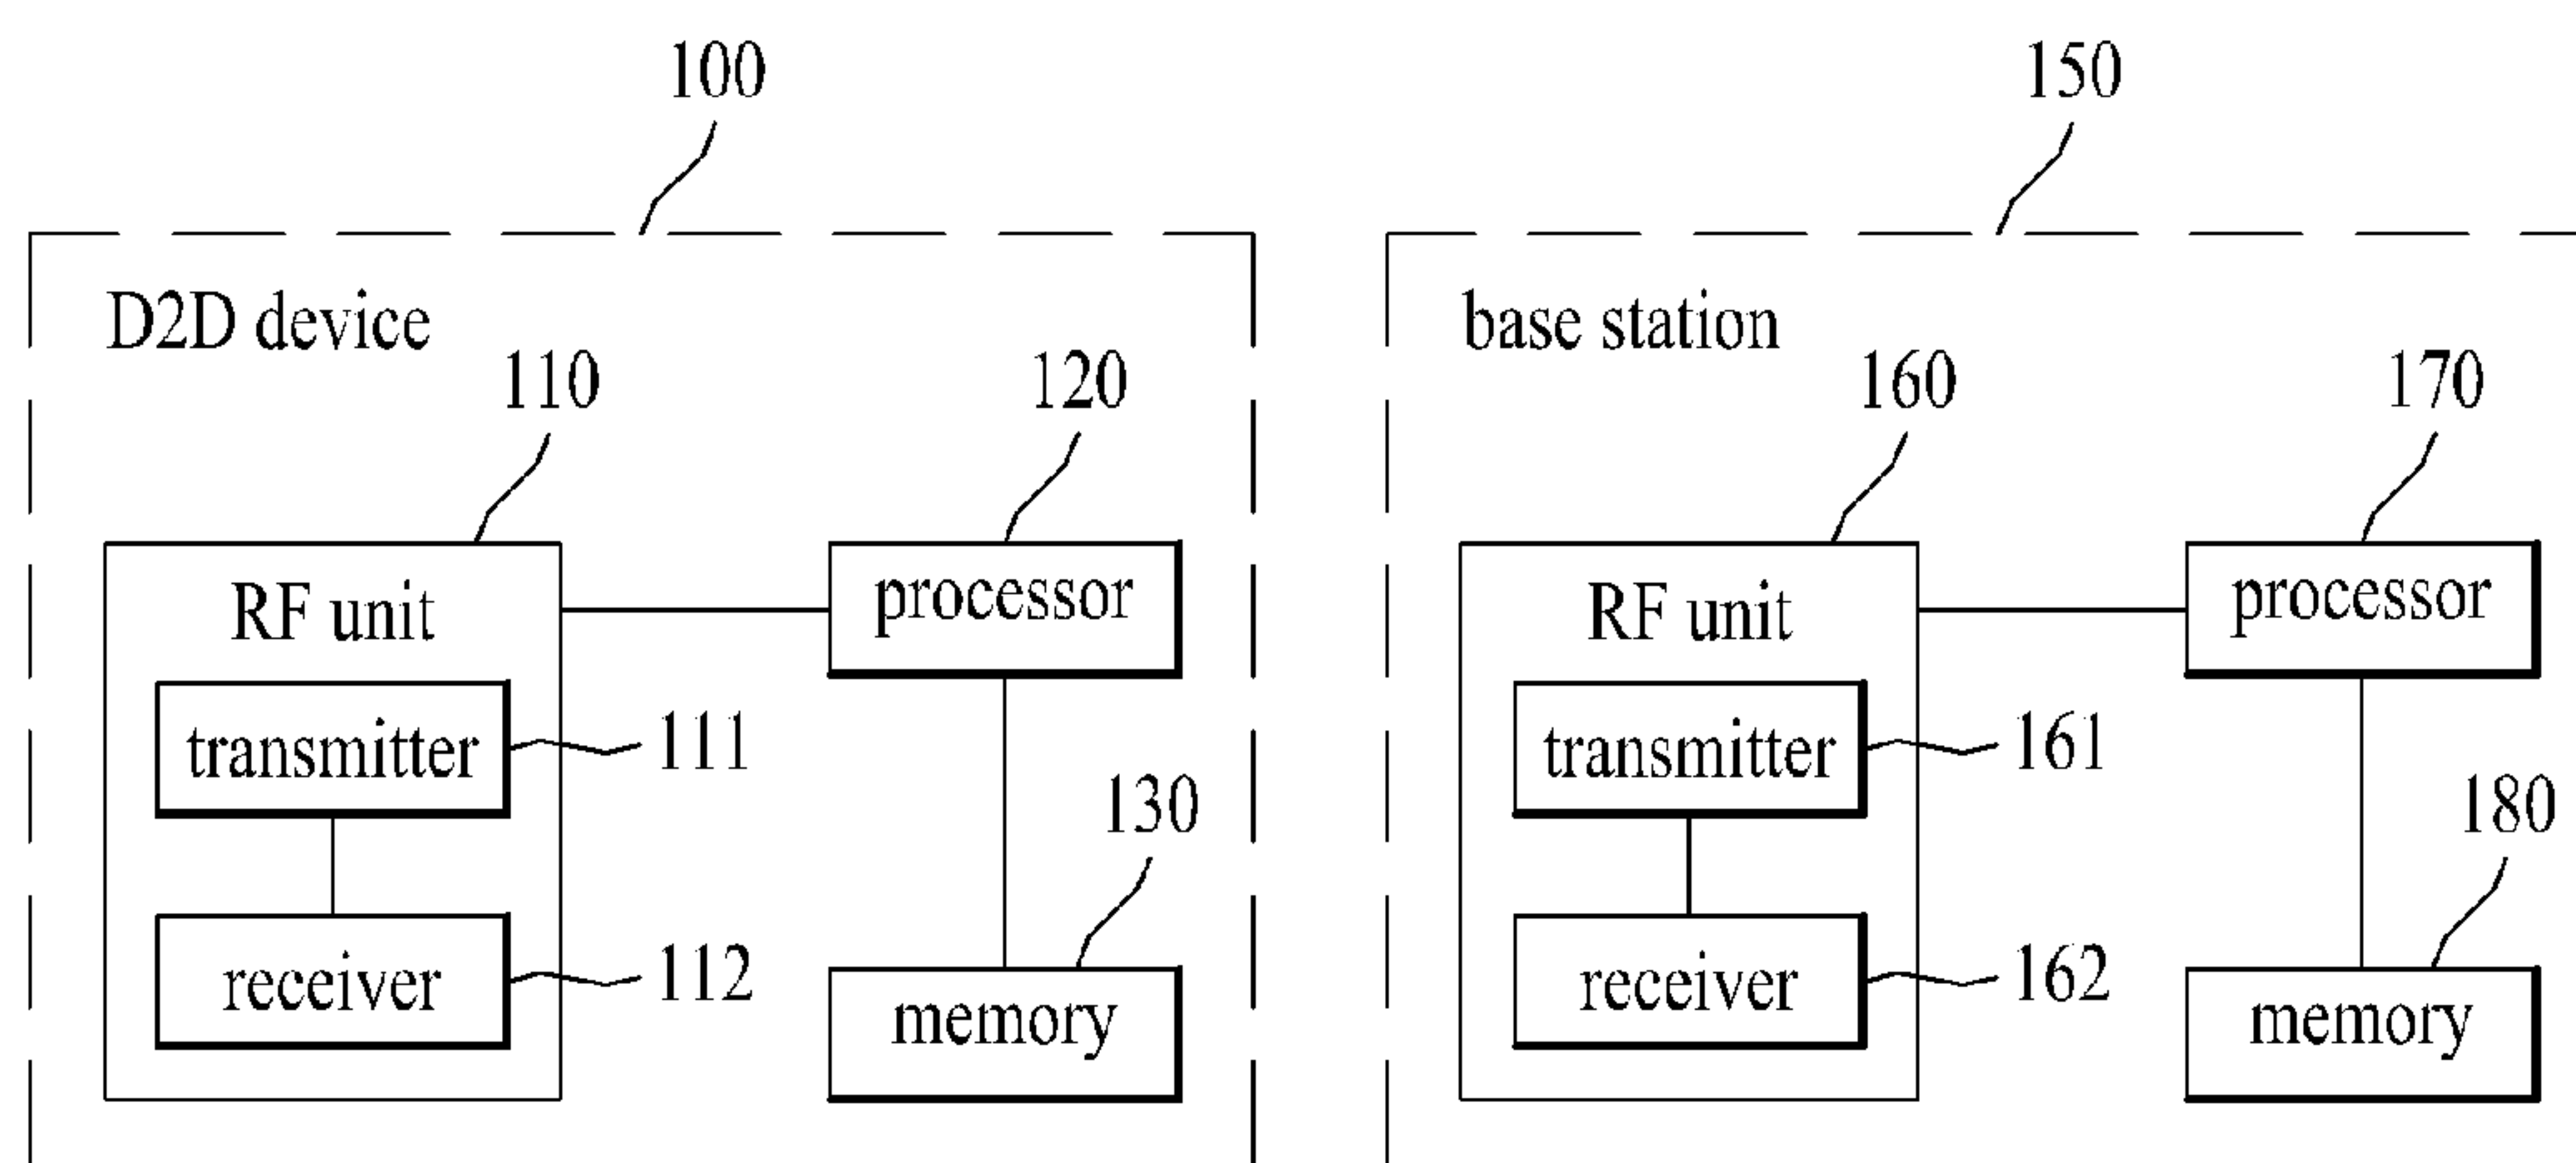 100
150
D2D device
base station
110
120
160
170
RF unit
processor
RF unit
processor
transmitter
111
transmitter
161
130
180
receiver
112
memory
receiver
162
memory